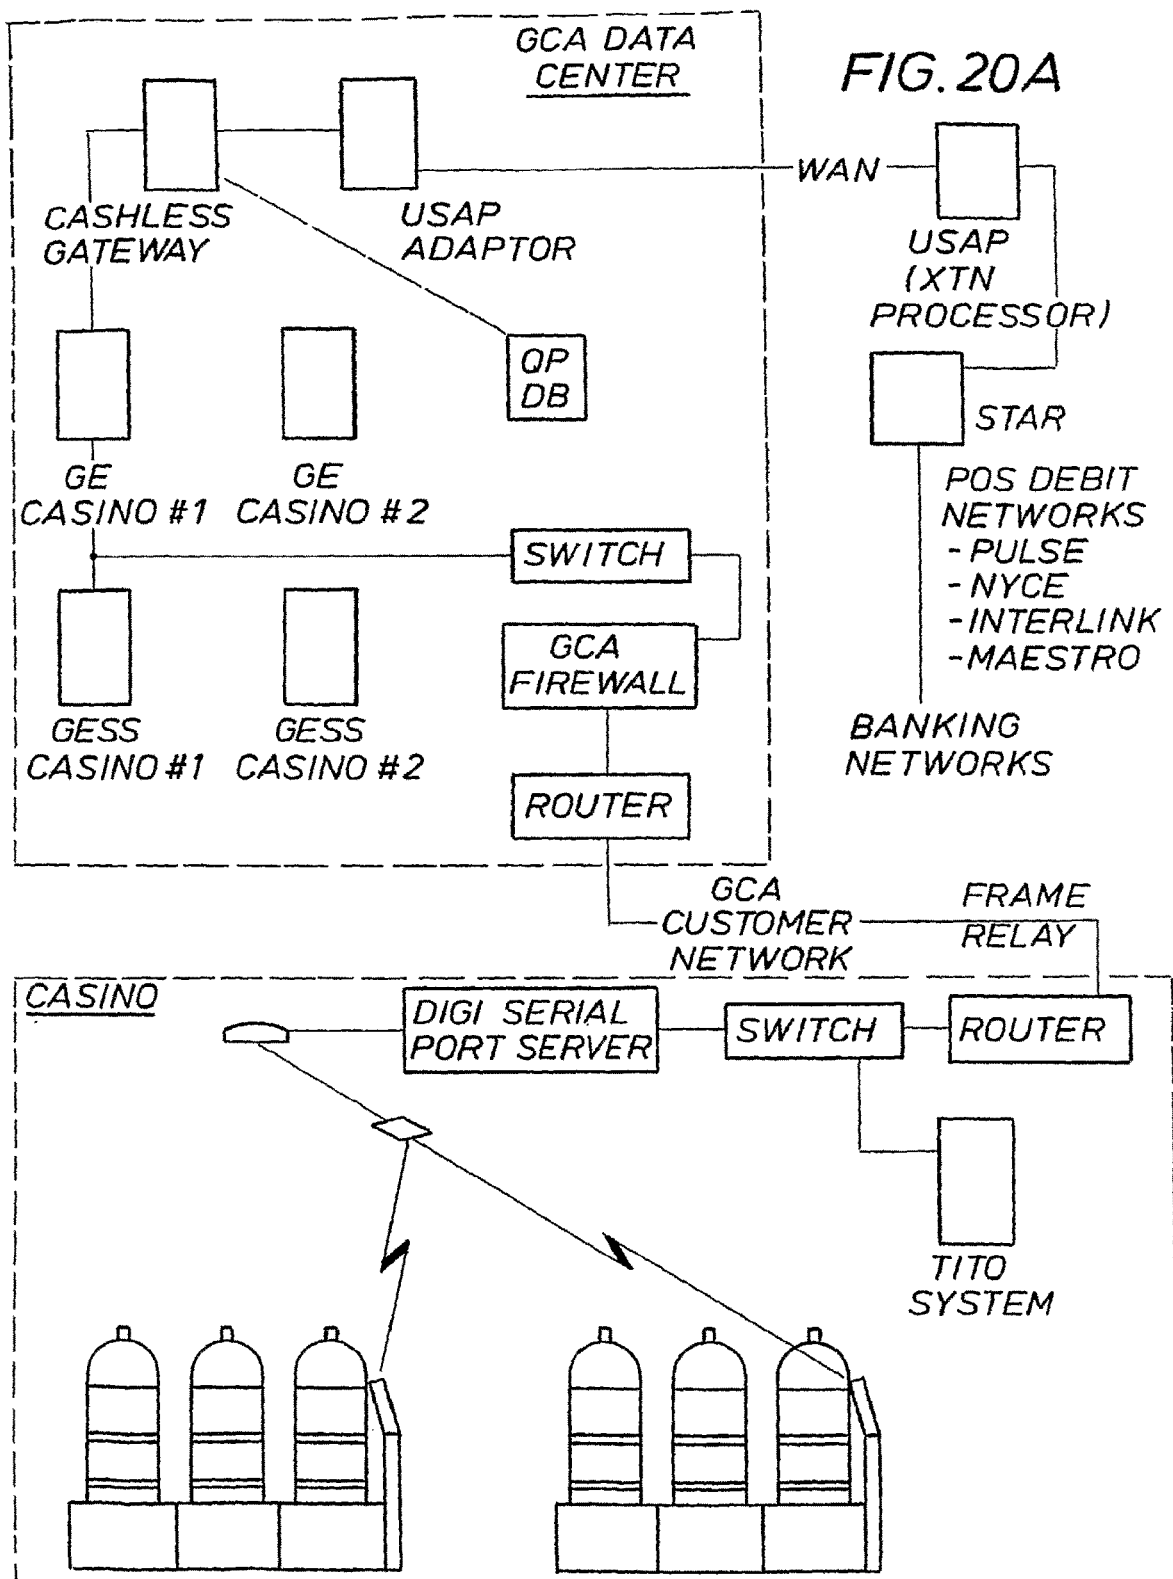 GCA DATA
CENTER
FIG. 20A
CASHLESS
GATEWAY
USAP
ADAPTOR
WAN
USAP
(XTN
PROCESSOR)
QP
DB
STAR
GE
CASINO #1
GE
CASINO #2
POS DEBIT
NETWORKS
- PULSE
- NYCE
- INTERLINK
- MAESTRO
SWITCH
GCA
FIREWALL
GESS
CASINO #1
GESS
CASINO #2
BANKING
NETWORKS
ROUTER
GCA
CUSTOMER
NETWORK
FRAME
RELAY
CASINO
DIGI SERIAL
PORT SERVER
SWITCH
ROUTER
TITO
SYSTEM